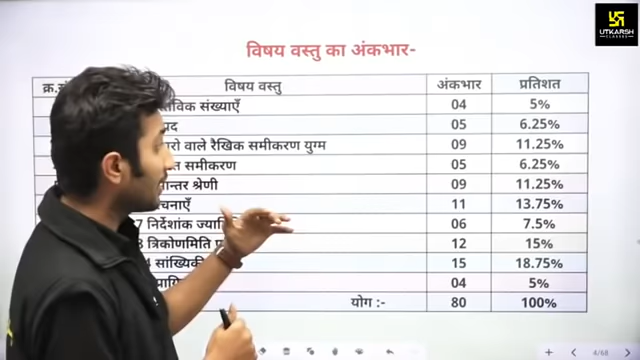 UTKARSH
CLASSES
विषय वस्तु का अंकभार-
विषय वस्तु अंकभार प्रतिशत
संख्याएँ 04 5%
05 6.25%
वाले रैखिक समीकरण युग्म 09 11.25%
समीकरण 05 6.25%
श्रेणी 09 11.25%
11 13.75%
7 निर्देशांक 06 7.5%
त्रिकोणमिति 12 15%
सांख्यिकी 15 18.75%
04 5%
योग :- 80 100%
4/68